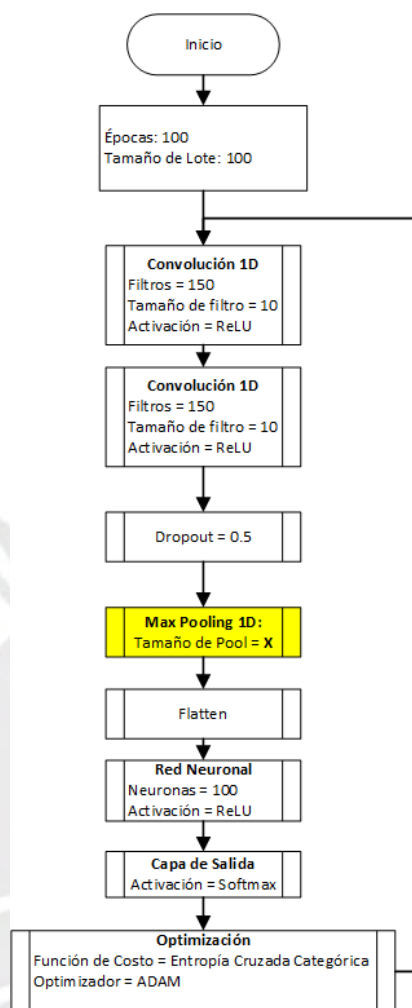 Inicio
Épocas: 100
Tamaño de Lote: 100
Convolución 1D
Filtros = 150
Tamaño de filtro = 10
Activación = ReLU
Convolución 1D
Filtros = 150
Tamaño de filtro = 10
Activación = ReLU
Dropout = 0.5
Max Pooling 1D:
Tamaño de Pool = X
Flatten
Red Neuronal
Neuronas = 100
Activación = ReLU
Capa de Salida
Activación = Softmax
Optimización
Función de Costo = Entropía Cruzada Categórica
Optimizador = ADAM